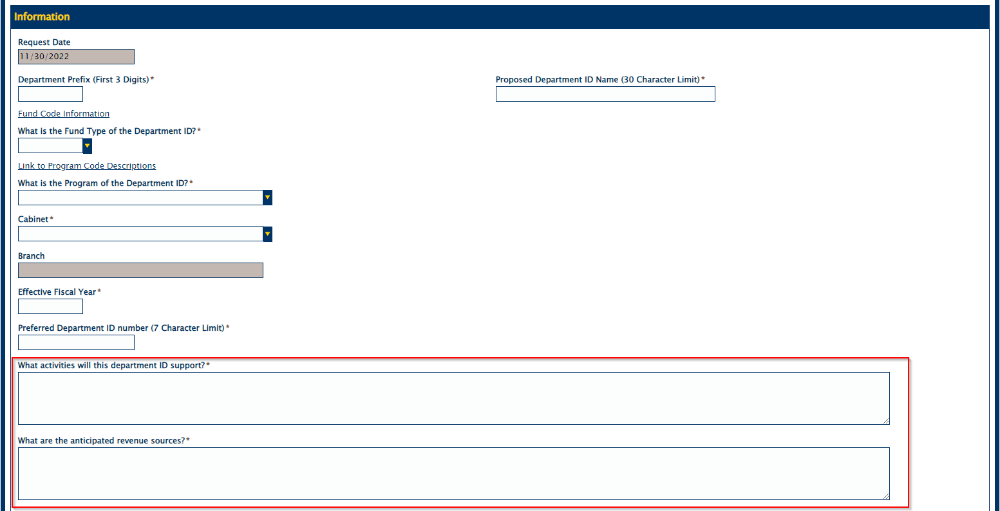 Information
Request Date
11/30/2022
Department Prefix (First 3 Digits)*
Proposed Department ID Name (30 Character Limit)*
Fund Code Information
What is the Fund Type of the Department ID?*
Link to Program Code Descriptions
What is the Program of the Department ID?*
Cabinet*
Branch
Effective Fiscal Year*
Preferred Department ID number (7 Character Limit)*
What activities will this department ID support?*
What are the anticipated revenue sources?*